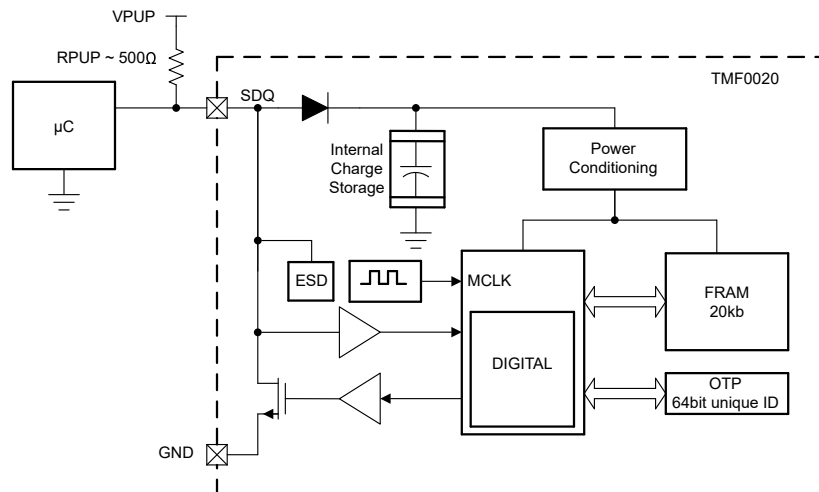 VPUP
RPUP ~ 500Ω
TMF0020
SDQ
µC
Internal
Charge
Storage
Power
Conditioning
ESD
MCLK
FRAM
20kb
DIGITAL
OTP
64bit unique ID
GND